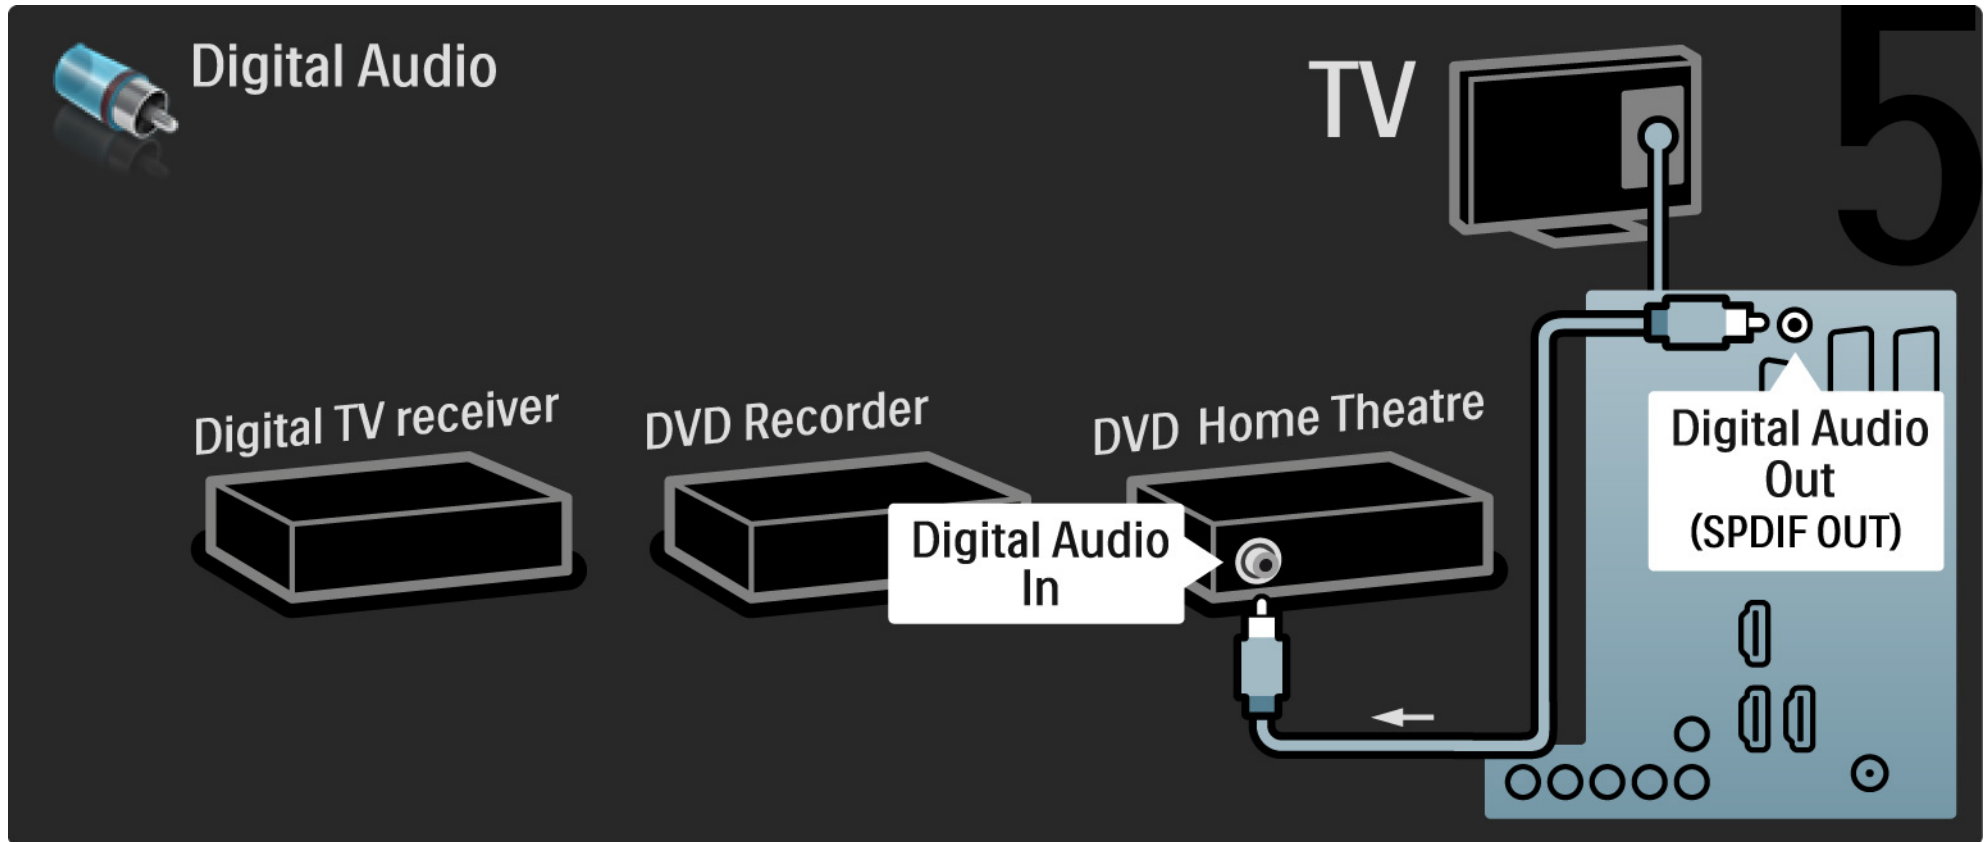 Digital Audio
TV
5
Digital TV receiver
DVD Recorder
DVD Home Theatre
Digital Audio
Out
(SPDIF OUT)
Digital Audio
In